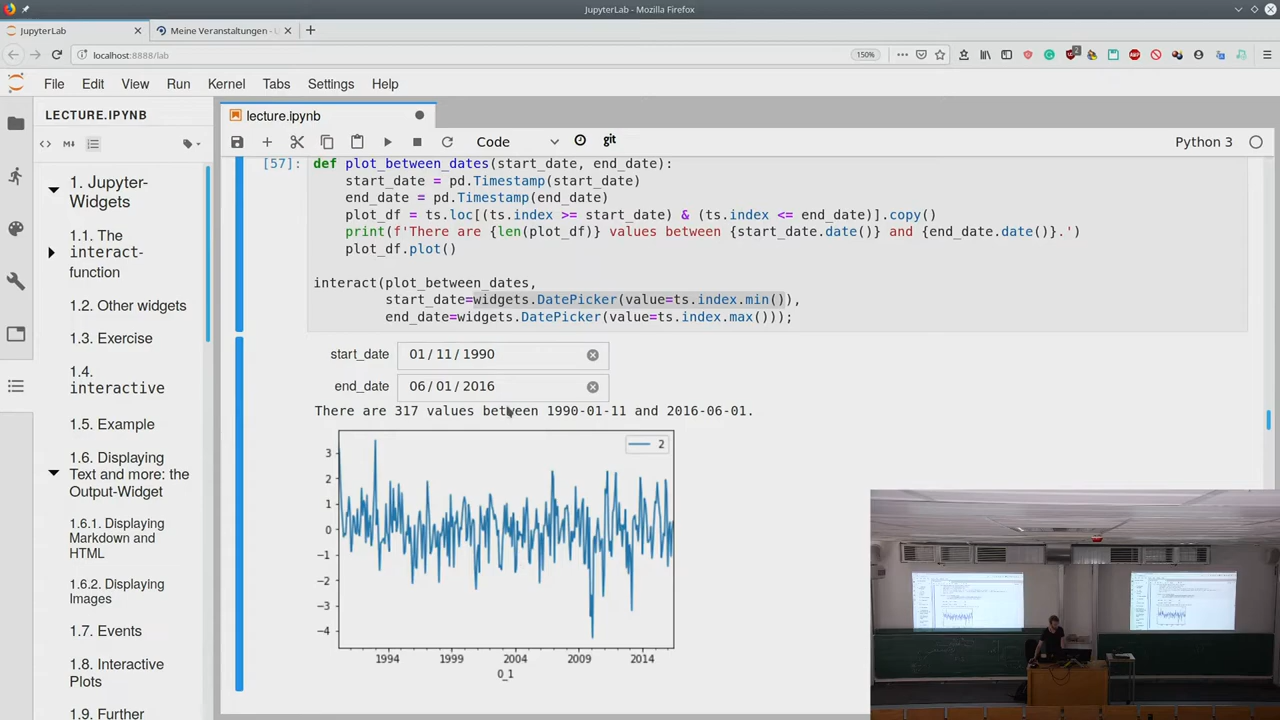 JupyterLab - Mozilla Firefox
JupyterLab
Meine Veranstaltungen -
localhost:8888/lab
150%
2
ABP
File Edit View Run Kernel Tabs Settings Help
LECTURE.IPYNB
lecture.ipynb
Code
git
Python 3
1. Jupyter-
Widgets
1.1. The
interact-
function
1.2. Other widgets
1.3. Exercise
1.4.
interactive
1.5. Example
1.6. Displaying
Text and more: the
Output-Widget
1.6.1. Displaying
Markdown and
HTML
1.6.2. Displaying
Images
1.7. Events
1.8. Interactive
Plots
1.9. Further
[57]: def plot_between_dates(start_date, end_date):
start_date = pd.Timestamp(start_date)
end_date = pd.Timestamp(end_date)
plot_df = ts.loc[(ts.index >= start_date) & (ts.index <= end_date)].copy()
print(f'There are {len(plot_df)} values between {start_date.date()} and {end_date.date()}.')
plot_df.plot()
interact(plot_between_dates,
start_date=widgets.DatePicker(value=ts.index.min()),
end_date=widgets.DatePicker(value=ts.index.max()));
start_date 01 / 11 / 1990
end_date 06 / 01 / 2016
There are 317 values between 1990-01-11 and 2016-06-01.
2
3
2
1
0
−1
−2
−3
−4
1994 1999 2004 2009 2014
0_1